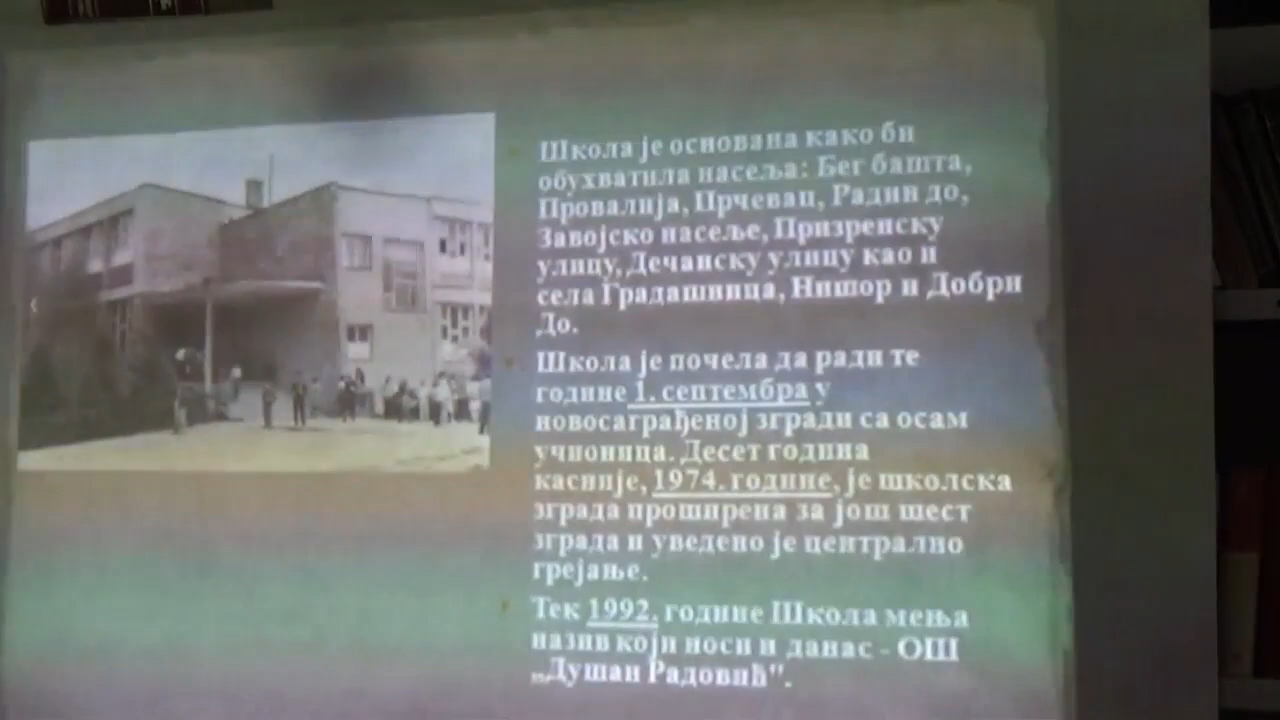 Школа је основана како би
обухватила насеља: Бег башта,
Провалија, Прчевац, Радин до,
Завојско насеље, Призренску
улицу, Дечанску улицу као и
села Градашница, Нишор и Добри
До.
Школа је почела да ради те
године 1. септембра у
новосаграђеној згради са осам
учионица. Десет година
касније, 1974. године, је школска
зграда проширена за још шест
зграда и уведено је централно
грејање.
Тек 1992. године Школа мења
назив који носи и данас - ОШ
„Душан Радовић".